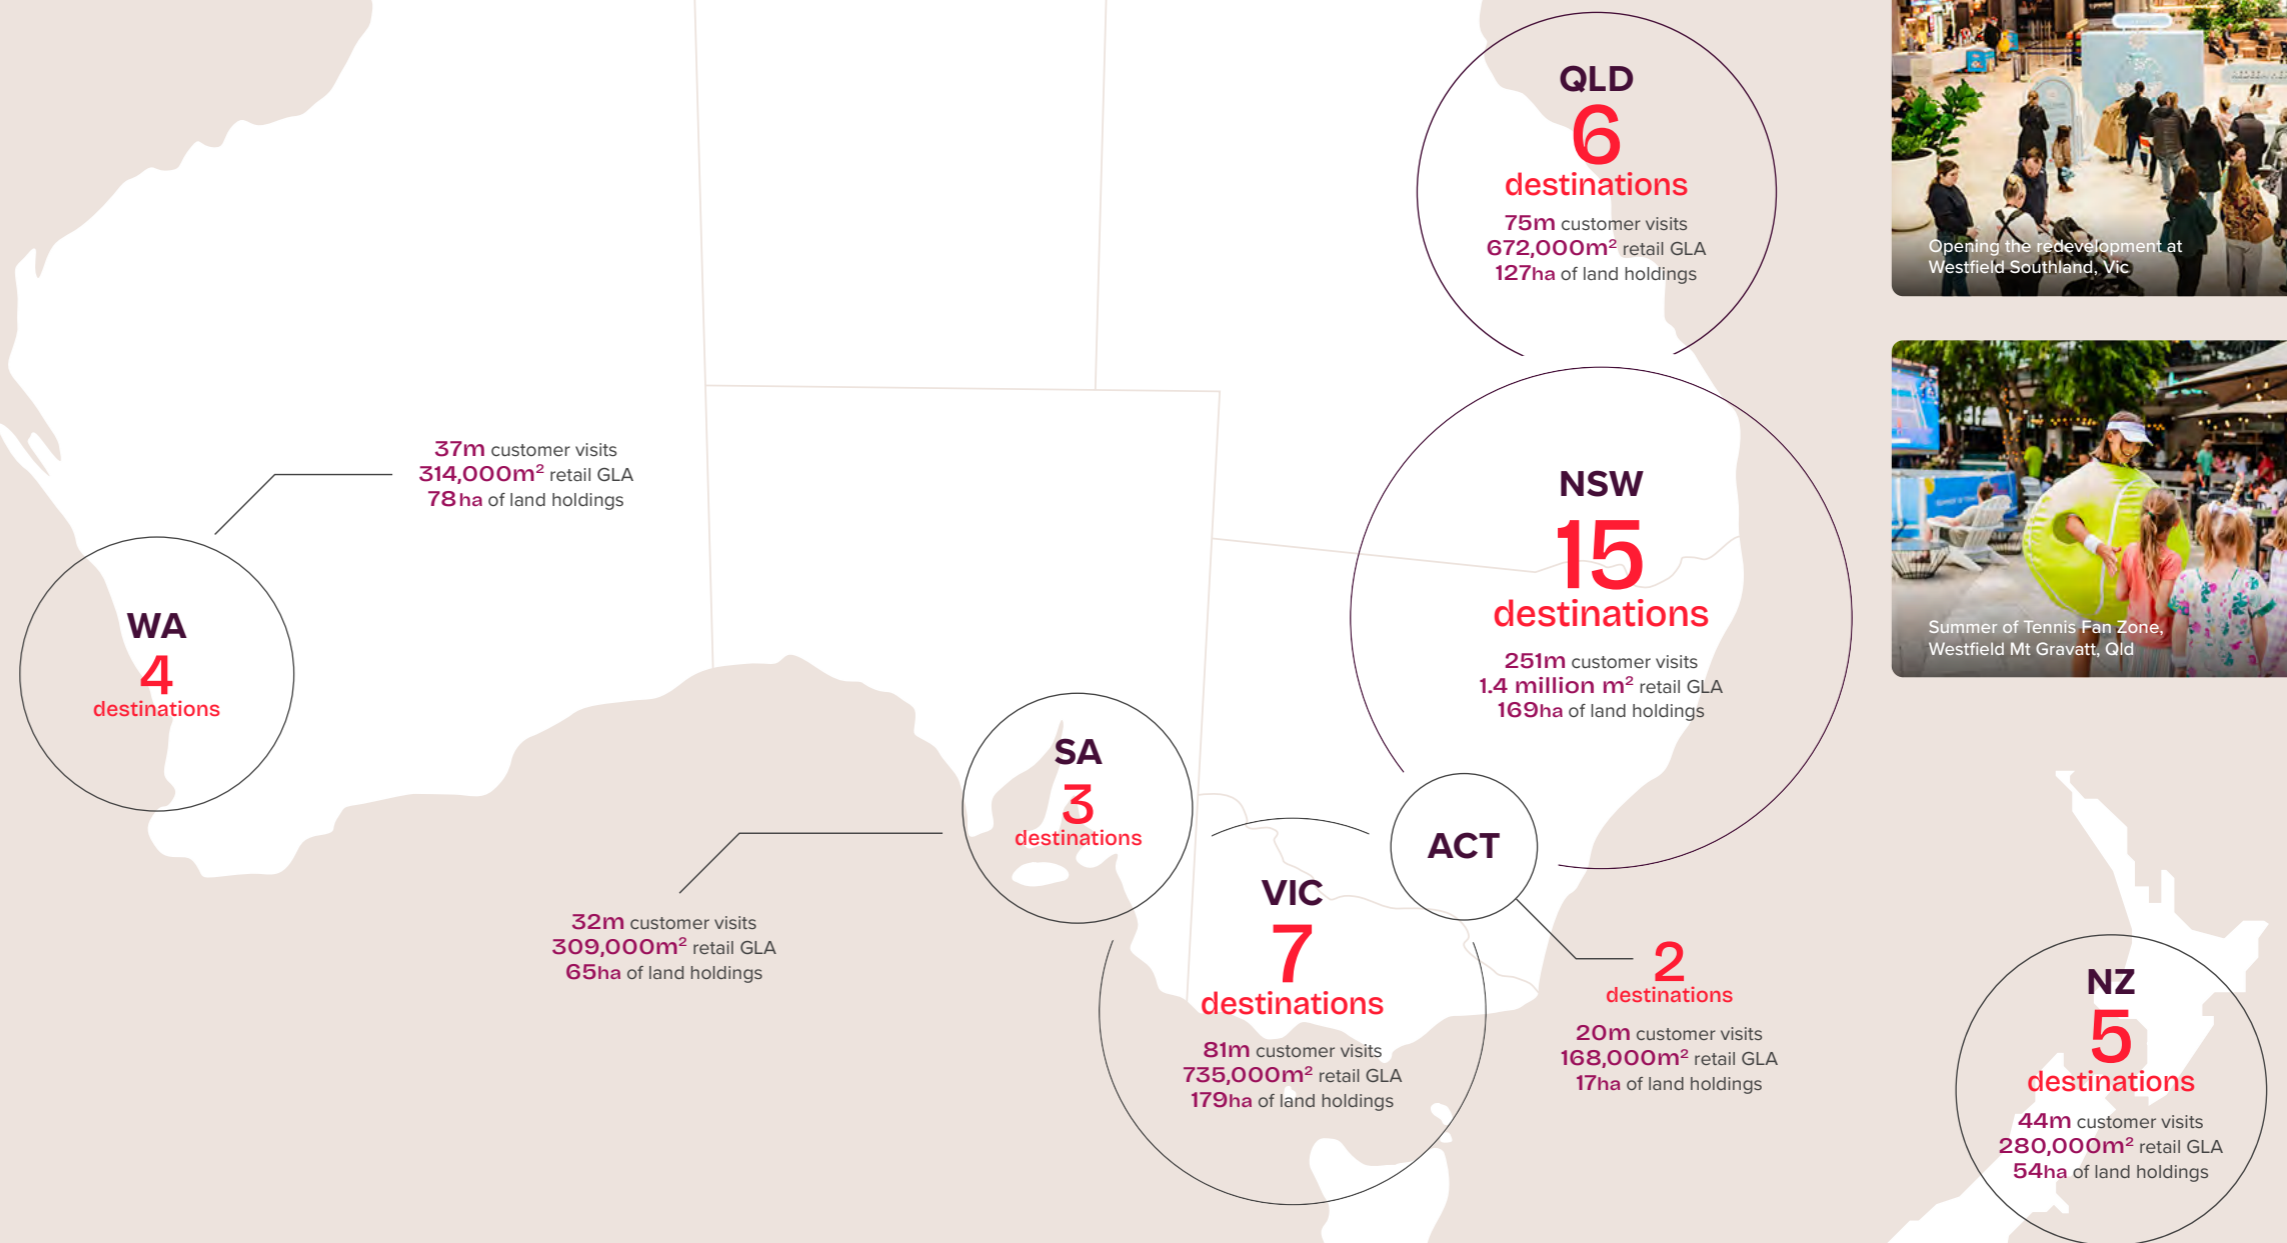 QLD
6
destinations
75m customer visits
672,000m² retail GLA
127ha of land holdings
Opening the redevelopment at
Westfield Southland, Vic
NSW
15
destinations
251m customer visits
1.4 million m² retail GLA
169ha of land holdings
Summer of Tennis Fan Zone,
Westfield Mt Gravatt, Qld
37m customer visits
314,000m² retail GLA
78ha of land holdings
WA
4
destinations
SA
3
destinations
32m customer visits
309,000m² retail GLA
65ha of land holdings
VIC
7
destinations
81m customer visits
735,000m² retail GLA
179ha of land holdings
ACT
2
destinations
20m customer visits
168,000m² retail GLA
17ha of land holdings
NZ
5
destinations
44m customer visits
280,000m² retail GLA
54ha of land holdings